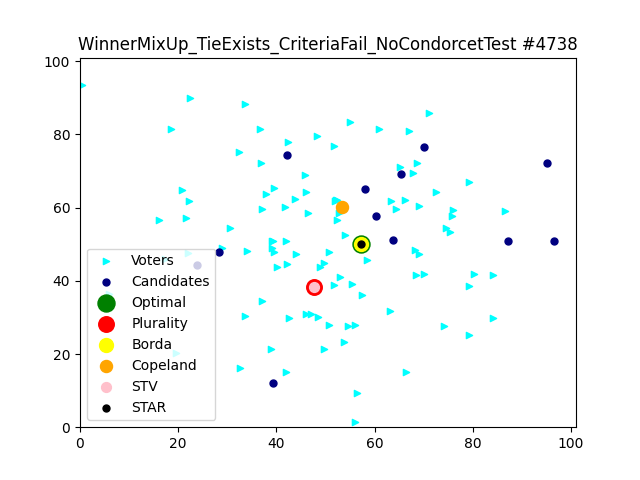 WinnerMixUp_TieExists_CriteriaFail_NoCondorcetTest #4738
100
80
60
40
20
0
Voters
Candidates
Optimal
Plurality
Borda
Copeland
STV
STAR
0 20 40 60 80 100